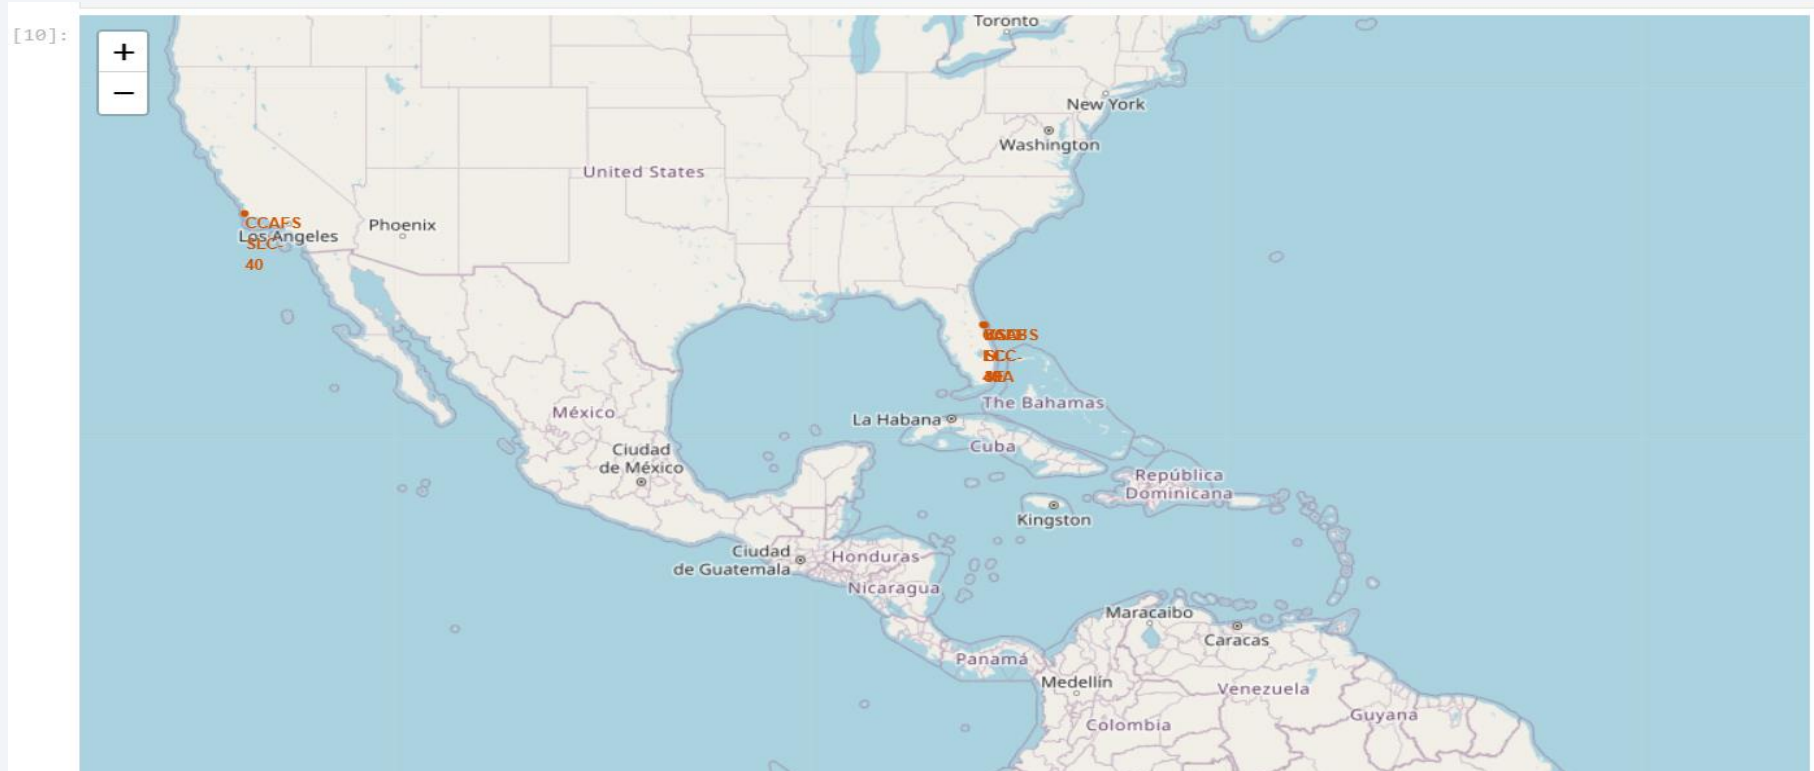 [10]:
+
−
Toronto
New York
Washington
United States
CCAFS
SLC-
40
Los Angeles
Phoenix
The Bahamas
La Habana
Cuba
México
Ciudad
de México
República
Dominicana
Kingston
Ciudad
de Guatemala
Honduras
Nicaragua
Maracaibo
Caracas
Panamá
Medellín
Venezuela
Guyana
Colombia